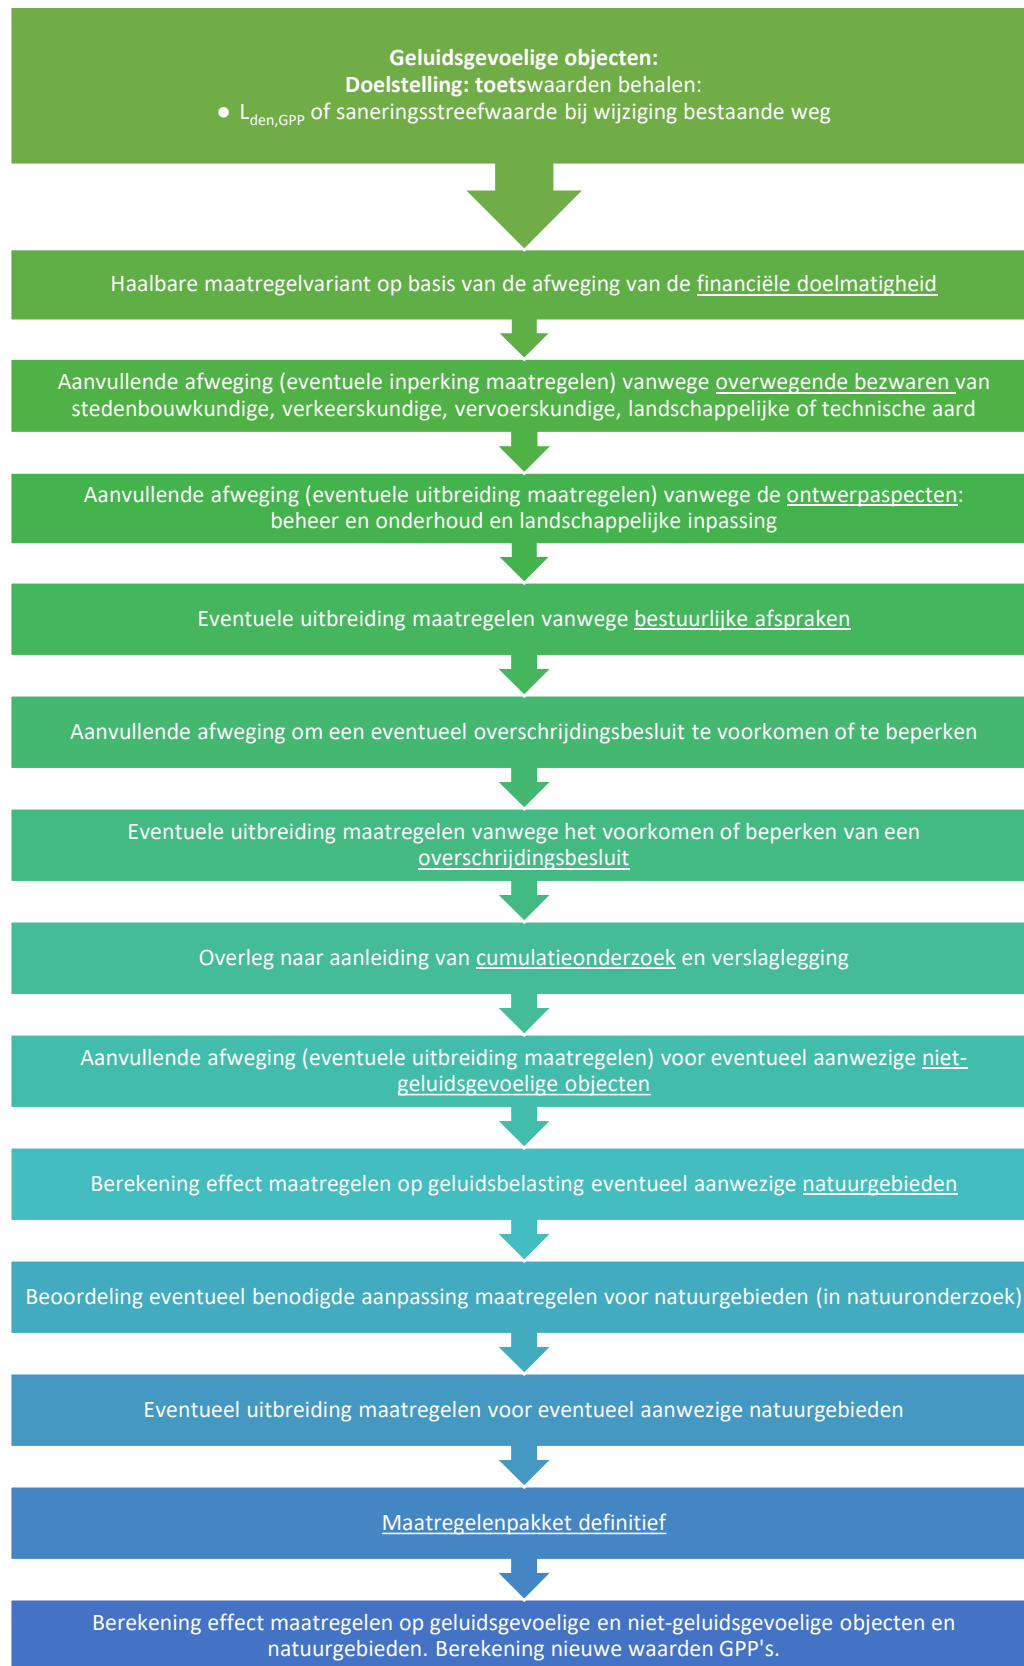 Geluidsgevoelige objecten:
Doelstelling: toetswaarden behalen:
● Lden,GPP of saneringsstreefwaarde bij wijziging bestaande weg
Haalbare maatregelvariant op basis van de afweging van de financiële doelmatigheid
Aanvullende afweging (eventuele inperking maatregelen) vanwege overwegende bezwaren van
stedenbouwkundige, verkeerskundige, vervoerskundige, landschappelijke of technische aard
Aanvullende afweging (eventuele uitbreiding maatregelen) vanwege de ontwerpaspecten:
beheer en onderhoud en landschappelijke inpassing
Eventuele uitbreiding maatregelen vanwege bestuurlijke afspraken
Aanvullende afweging om een eventueel overschrijdingsbesluit te voorkomen of te beperken
Eventuele uitbreiding maatregelen vanwege het voorkomen of beperken van een
overschrijdingsbesluit
Overleg naar aanleiding van cumulatieonderzoek en verslaglegging
Aanvullende afweging (eventuele uitbreiding maatregelen) voor eventueel aanwezige niet-
geluidsgevoelige objecten
Berekening effect maatregelen op geluidsbelasting eventueel aanwezige natuurgebieden
Beoordeling eventueel benodigde aanpassing maatregelen voor natuurgebieden (in natuuronderzoek)
Eventueel uitbreiding maatregelen voor eventueel aanwezige natuurgebieden
Maatregelenpakket definitief
Berekening effect maatregelen op geluidsgevoelige en niet-geluidsgevoelige objecten en
natuurgebieden. Berekening nieuwe waarden GPP's.